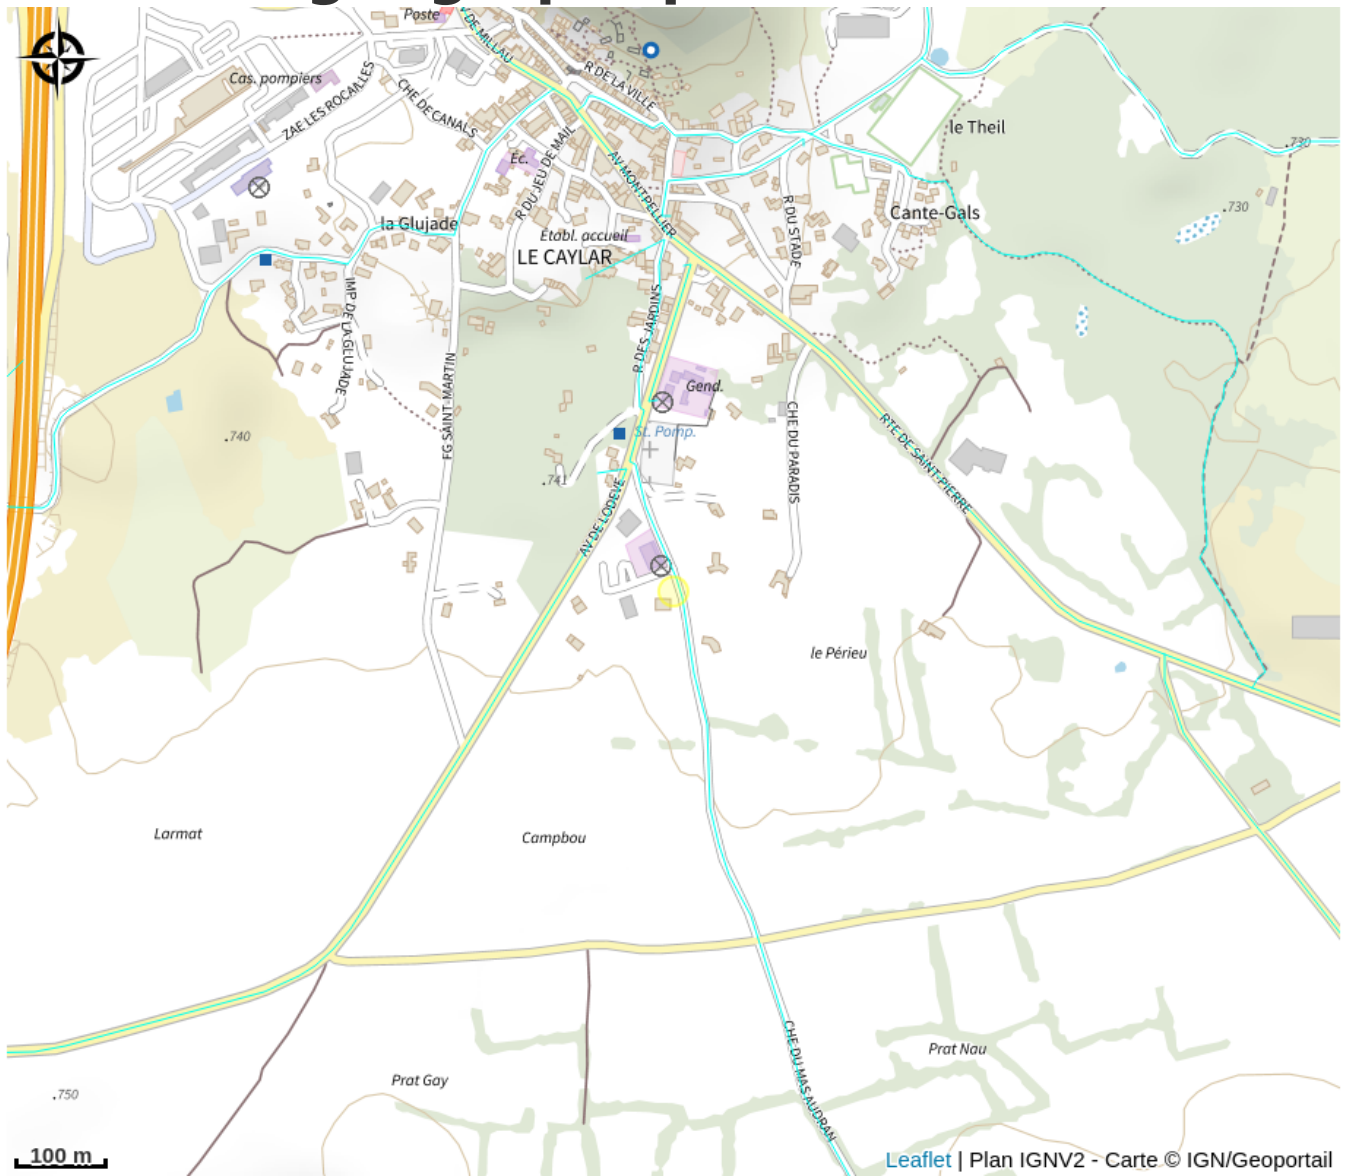 Poste
V DE MILLAU
Cas. pompiers
R DE LA VILLE
ZAE LES ROCAILLES
CHE DE CANALS
le Theil
.730
Ec.
R DU JEU DE MAIL
AV MONTPELLIER
R DU STADE
.730
Cante-Gals
la Glujade
Etabl. accueil
LE CAYLAR
IMP DE LA GLUJADE
R DES JARDINS
FG SAINT-MARTIN
Gend.
CHE DU PARADIS
RTE DE SAINT-PIERRE
St. Pomp.
.740
.741
AV DE LODEVE
le Périeu
Larmat
Campbou
CHE DU MAS AUDRAN
Prat Nau
Prat Gay
.750
100 m
Leaflet | Plan IGNV2 - Carte © IGN/Geoportail